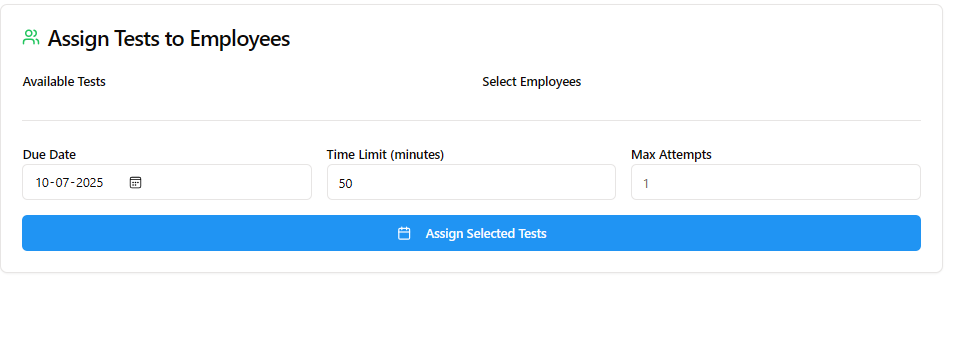 Assign Tests to Employees
Available Tests Select Employees
Due Date Time Limit (minutes) Max Attempts
10-07-2025 50 1
Assign Selected Tests